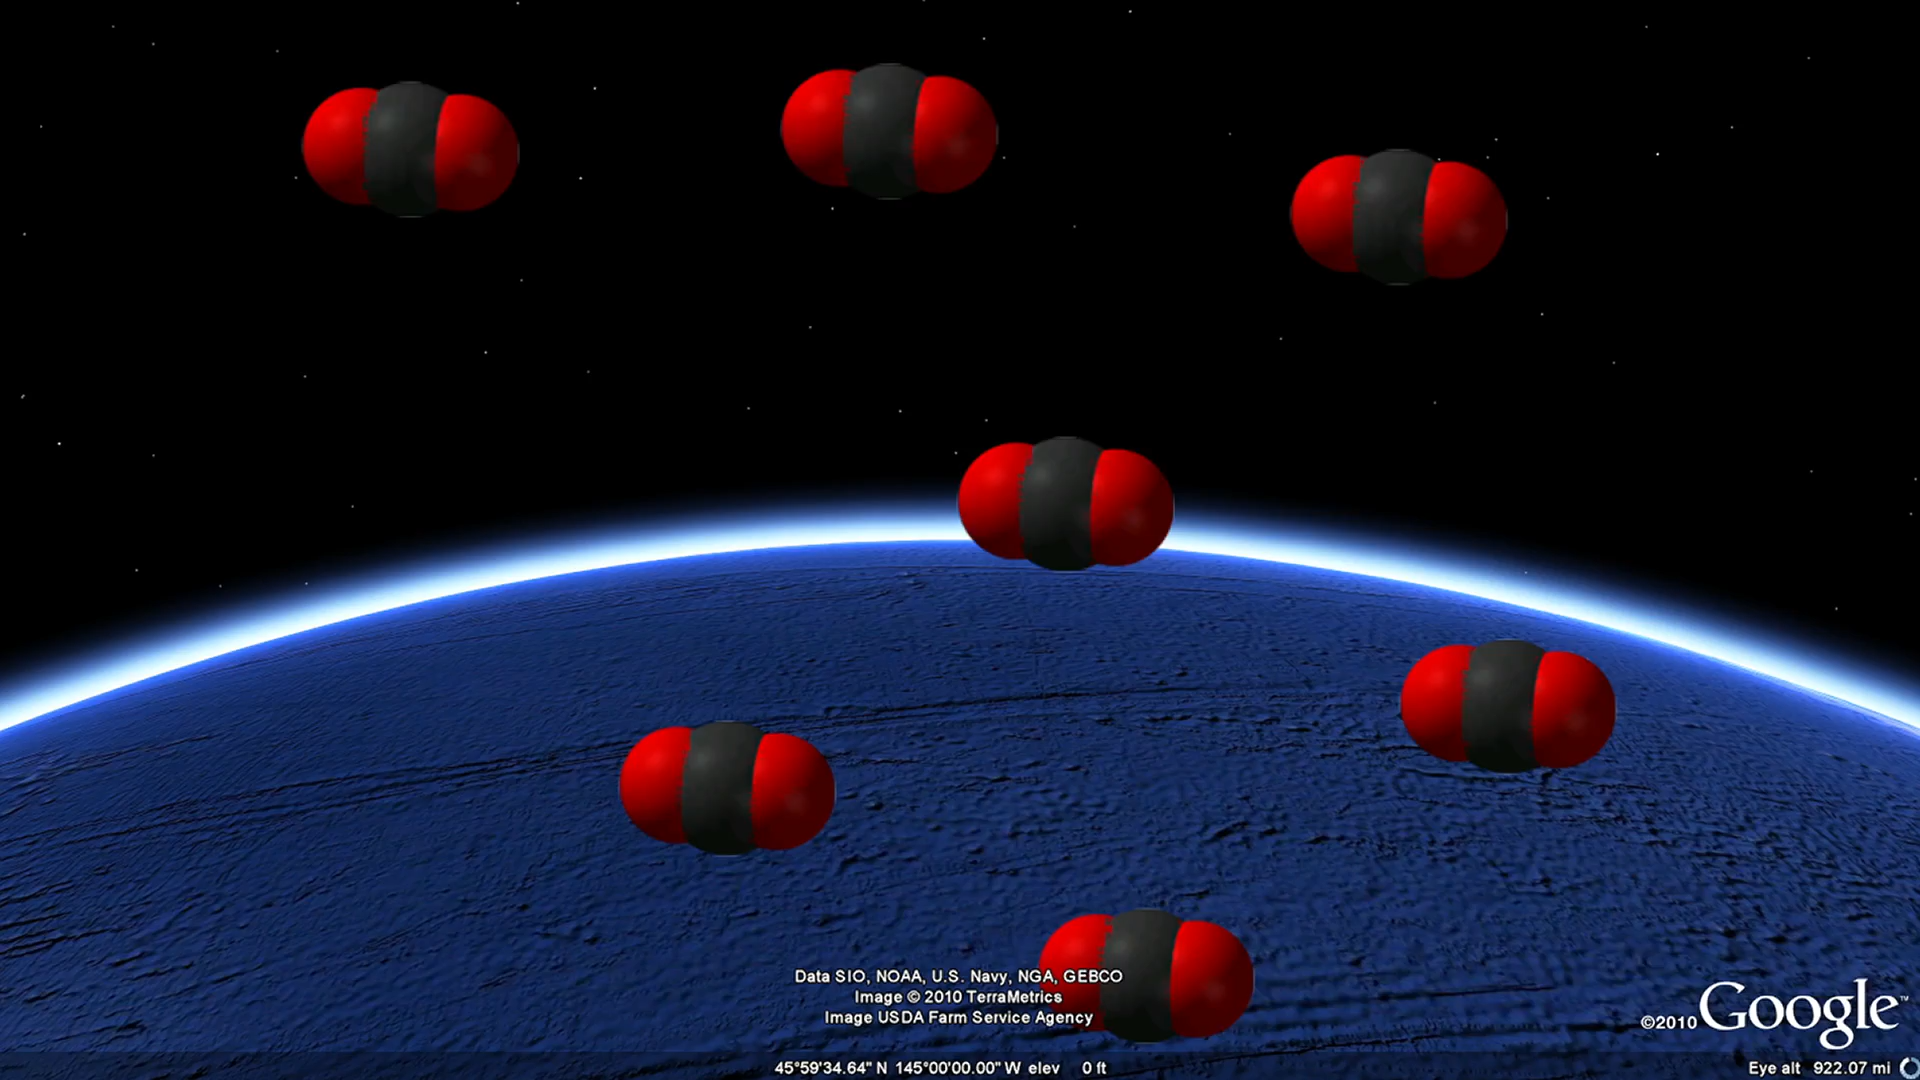 Data SIO, NOAA, U.S. Navy, NGA, GEBCO
Image © 2010 TerraMetrics
Image USDA Farm Service Agency
©2010 Google™
45°59'34.64" N 145°00'00.00" W elev 0 ft
Eye alt 922.07 mi